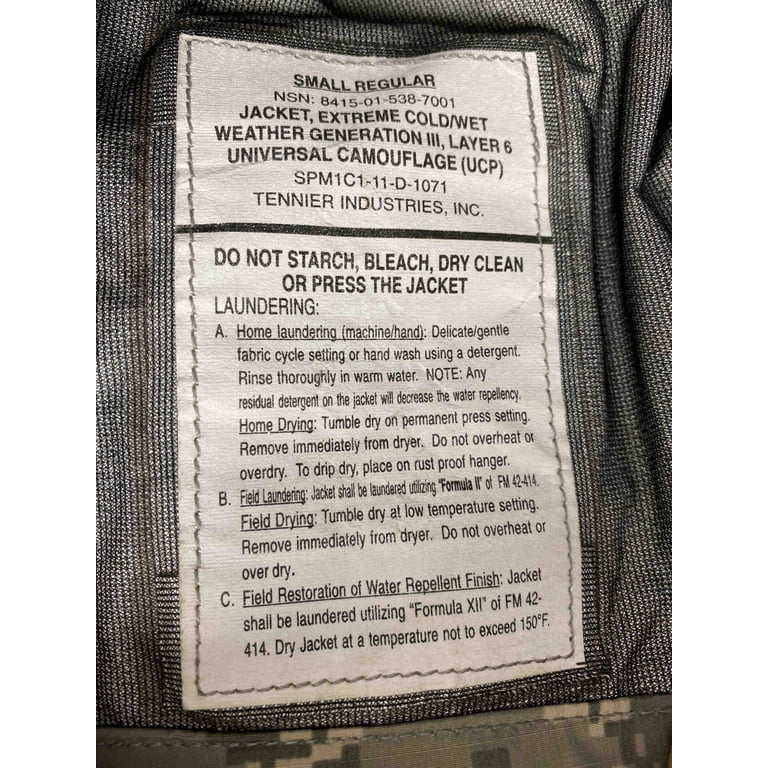 SMALL REGULAR
NSN: 8415-01-538-7001
JACKET, EXTREME COLD/WET
WEATHER GENERATION III, LAYER 6
UNIVERSAL CAMOUFLAGE (UCP)
SPM1C1-11-D-1071
TENNIER INDUSTRIES, INC.
DO NOT STARCH, BLEACH, DRY CLEAN
OR PRESS THE JACKET
LAUNDERING:
A. Home laundering (machine/hand): Delicate/gentle
fabric cycle setting or hand wash using a detergent.
Rinse thoroughly in warm water. NOTE: Any
residual detergent on the jacket will decrease the water repellency.
Home Drying: Tumble dry on permanent press setting.
Remove immediately from dryer. Do not overheat or
overdry. To drip dry, place on rust proof hanger.
B. Field Laundering: Jacket shall be laundered utilizing "Formula II" of FM 42-414.
Field Drying: Tumble dry at low temperature setting.
Remove immediately from dryer. Do not overheat or
over dry.
C. Field Restoration of Water Repellent Finish: Jacket
shall be laundered utilizing "Formula XII" of FM 42-
414. Dry Jacket at a temperature not to exceed 150°F.